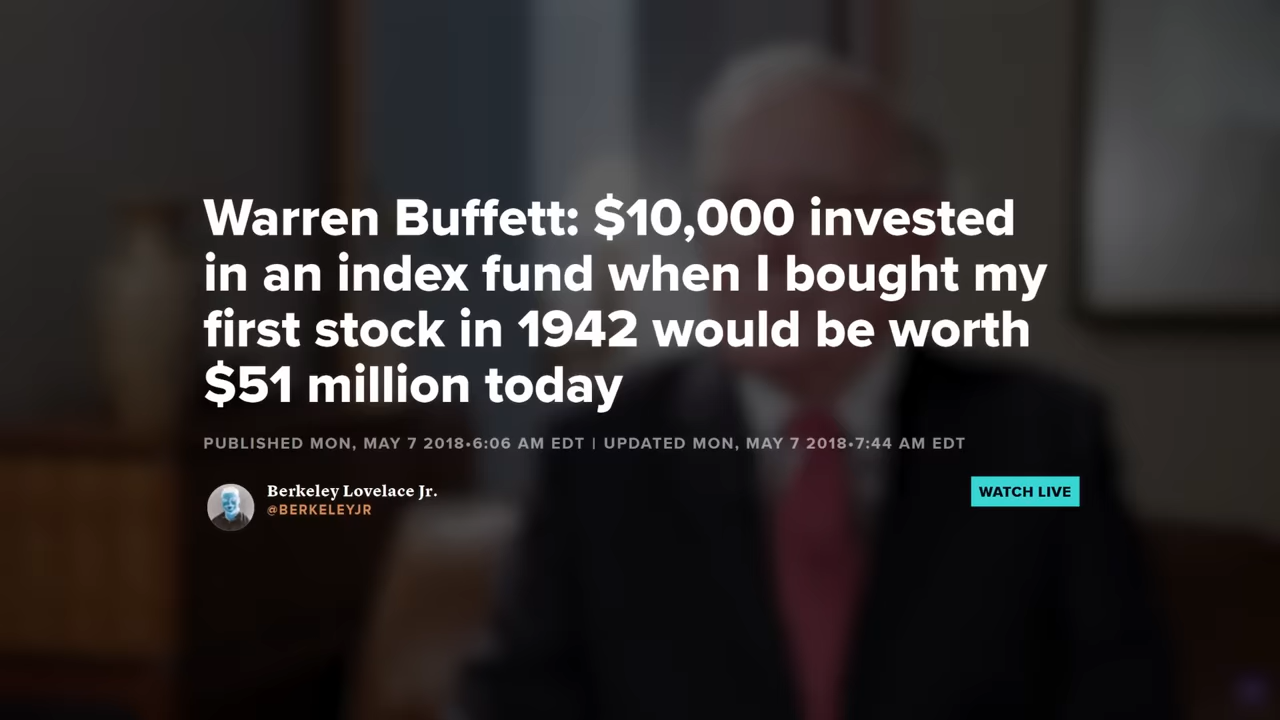 Warren Buffett: $10,000 invested
in an index fund when I bought my
first stock in 1942 would be worth
$51 million today
PUBLISHED MON, MAY 7 2018•6:06 AM EDT | UPDATED MON, MAY 7 2018•7:44 AM EDT
Berkeley Lovelace Jr.
@BERKELEYJR
WATCH LIVE